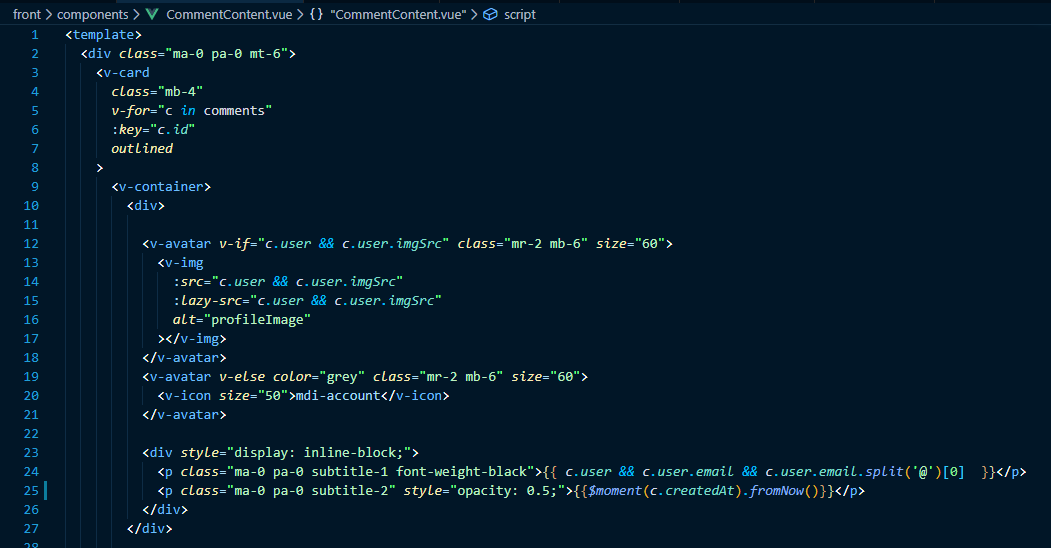 front > components > CommentContent.vue > {} "CommentContent.vue" > script
1 <template>
2 <div class="ma-0 pa-0 mt-6">
3 <v-card
4 class="mb-4"
5 v-for="c in comments"
6 :key="c.id"
7 outlined
8 >
9 <v-container>
10 <div>
11
12 <v-avatar v-if="c.user && c.user.imgSrc" class="mr-2 mb-6" size="60">
13 <v-img
14 :src="c.user && c.user.imgSrc"
15 :lazy-src="c.user && c.user.imgSrc"
16 alt="profileImage"
17 ></v-img>
18 </v-avatar>
19 <v-avatar v-else color="grey" class="mr-2 mb-6" size="60">
20 <v-icon size="50">mdi-account</v-icon>
21 </v-avatar>
22
23 <div style="display: inline-block;">
24 <p class="ma-0 pa-0 subtitle-1 font-weight-black">{{ c.user && c.user.email && c.user.email.split('@')[0]  }}</p>
25 <p class="ma-0 pa-0 subtitle-2" style="opacity: 0.5;">{{$moment(c.createdAt).fromNow()}}</p>
26 </div>
27 </div>
28